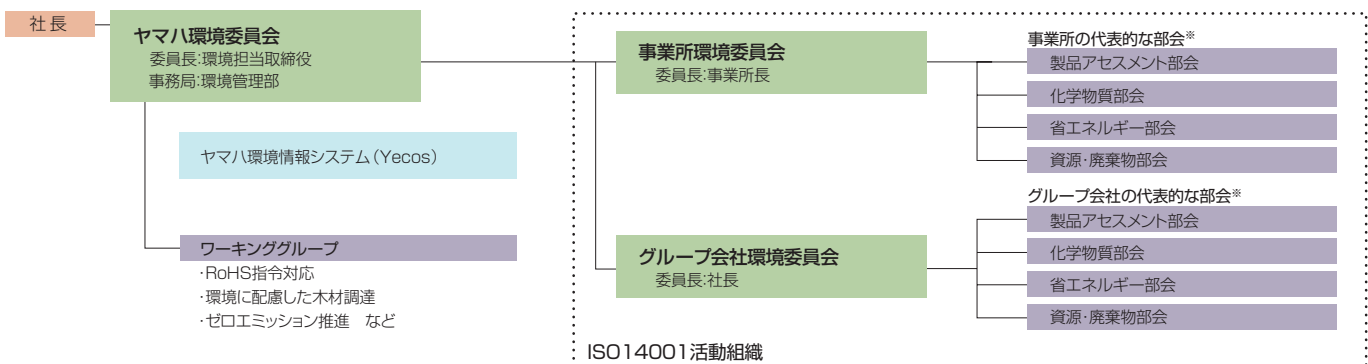 社長
ヤマハ環境委員会
委員長:環境担当取締役
事務局:環境管理部
ヤマハ環境情報システム(Yecos)
ワーキンググループ
・RoHS指令対応
・環境に配慮した木材調達
・ゼロエミッション推進　など
事業所環境委員会
委員長:事業所長
グループ会社環境委員会
委員長:社長
事業所の代表的な部会※
製品アセスメント部会
化学物質部会
省エネルギー部会
資源・廃棄物部会
グループ会社の代表的な部会※
製品アセスメント部会
化学物質部会
省エネルギー部会
資源・廃棄物部会
ISO14001活動組織